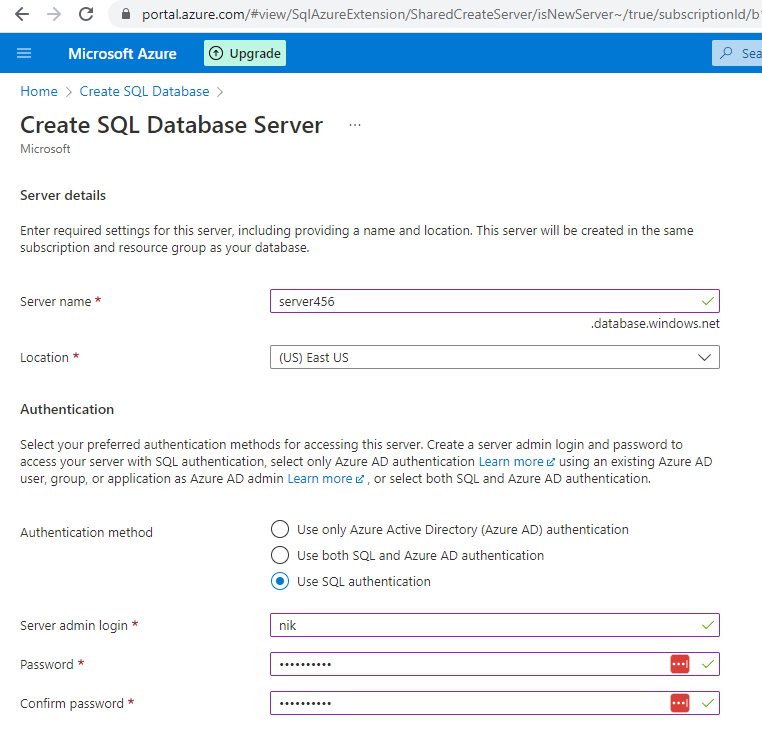 portal.azure.com/#view/SqlAzureExtension/SharedCreateServer/isNewServer~/true/subscriptionId/b
Microsoft Azure
Upgrade
Sea
Home > Create SQL Database >
Create SQL Database Server ...
Microsoft
Server details
Enter required settings for this server, including providing a name and location. This server will be created in the same
subscription and resource group as your database.
Server name *
server456
.database.windows.net
Location *
(US) East US
Authentication
Select your preferred authentication methods for accessing this server. Create a server admin login and password to
access your server with SQL authentication, select only Azure AD authentication Learn more using an existing Azure AD
user, group, or application as Azure AD admin Learn more , or select both SQL and Azure AD authentication.
Authentication method
Use only Azure Active Directory (Azure AD) authentication
Use both SQL and Azure AD authentication
Use SQL authentication
Server admin login *
nik
Password *
••••••••••
Confirm password *
••••••••••